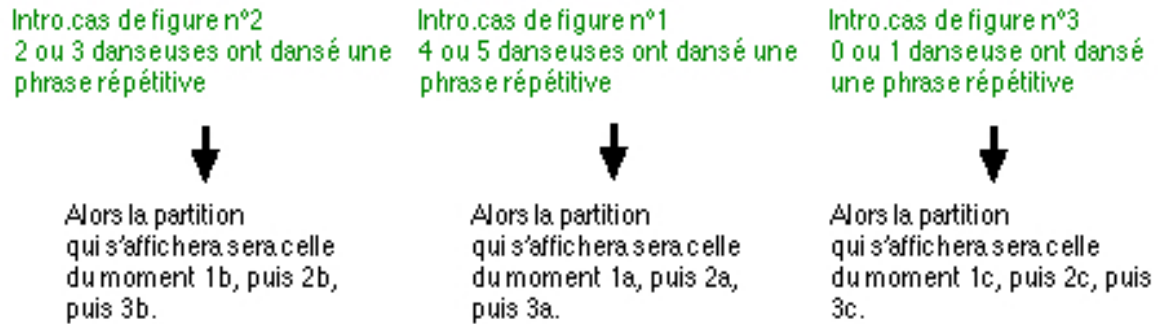 Intro.cas de figure n°2
2 ou 3 danseuses ont dansé une
phrase répétitive
Alors la partition
qui s'affichera sera celle
du moment 1b, puis 2b,
puis 3b.
Intro.cas de figure n°1
4 ou 5 danseuses ont dansé une
phrase répétitive
Alors la partition
qui s'affichera sera celle
du moment 1a, puis 2a,
puis 3a.
Intro.cas de figure n°3
0 ou 1 danseuse ont dansé
une phrase répétitive
Alors la partition
qui s'affichera sera celle
du moment 1c, puis 2c, puis
3c.